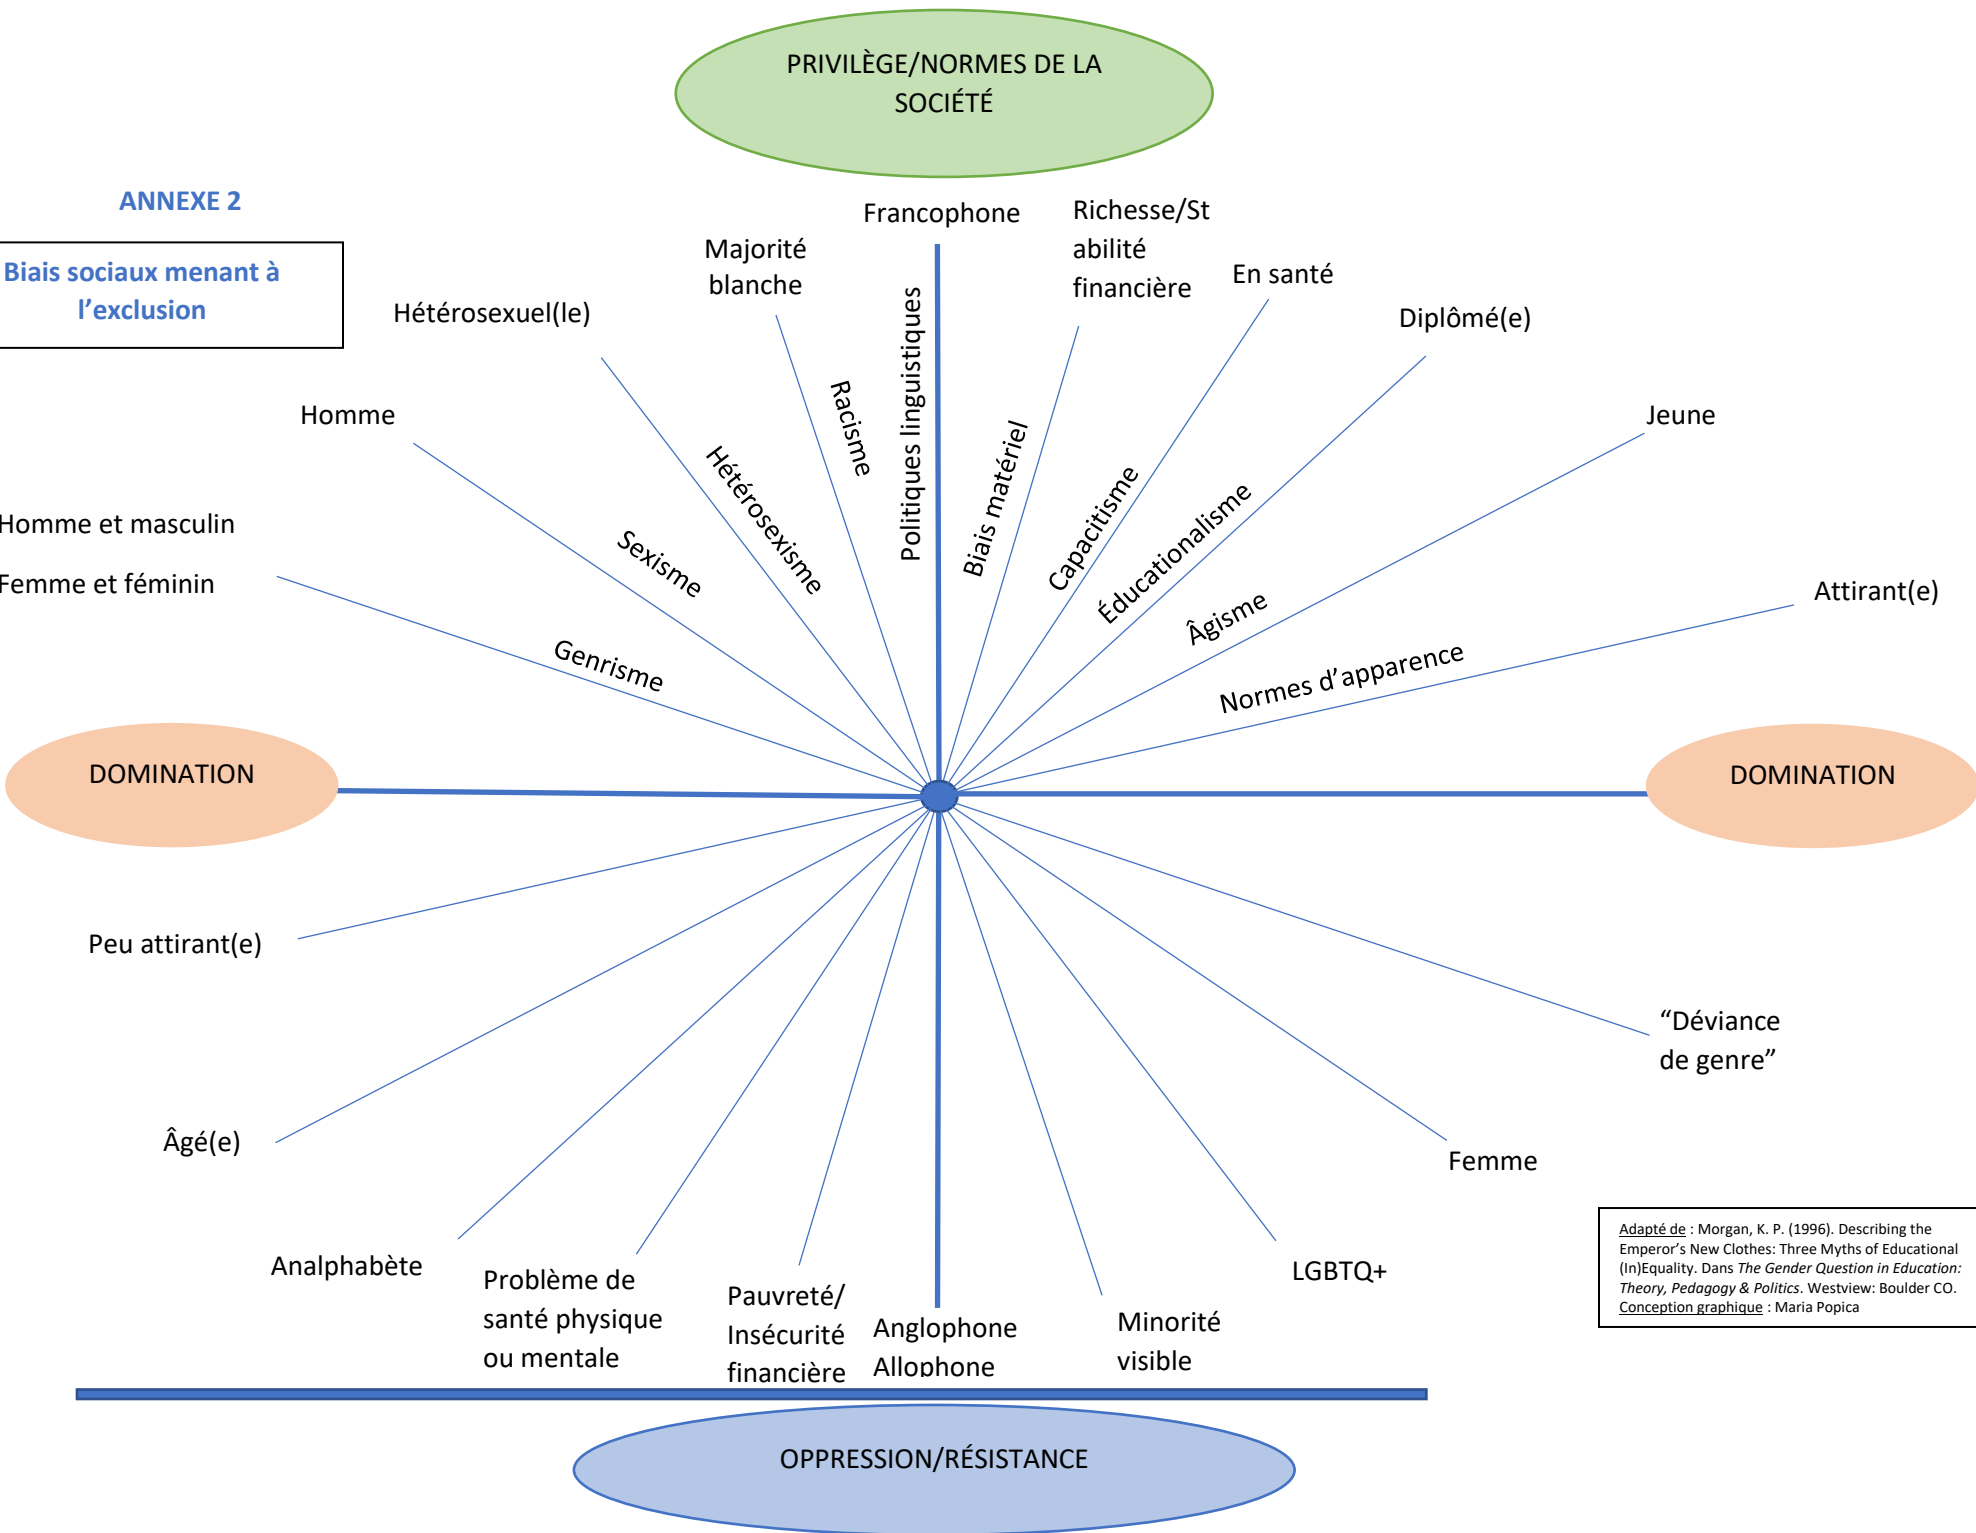 PRIVILÈGE/NORMES DE LA
SOCIÉTÉ
ANNEXE 2
Biais sociaux menant à
l’exclusion
Francophone
Richesse/St
abilité
financière
Majorité
blanche
En santé
Hétérosexuel(le)
Diplômé(e)
Homme
Jeune
Homme et masculin
Femme et féminin
Attirant(e)
Genrisme
Sexisme
Hétérosexisme
Racisme
Politiques linguistiques
Biais matériel
Capacitisme
Éducationalisme
Âgisme
Normes d’apparence
DOMINATION
DOMINATION
Peu attirant(e)
“Déviance
de genre”
Âgé(e)
Femme
Analphabète
Problème de
santé physique
ou mentale
Pauvreté/
Insécurité
financière
Anglophone
Allophone
Minorité
visible
LGBTQ+
Adapté de : Morgan, K. P. (1996). Describing the
Emperor’s New Clothes: Three Myths of Educational
(In)Equality. Dans The Gender Question in Education:
Theory, Pedagogy & Politics. Westview: Boulder CO.
Conception graphique : Maria Popica
OPPRESSION/RÉSISTANCE